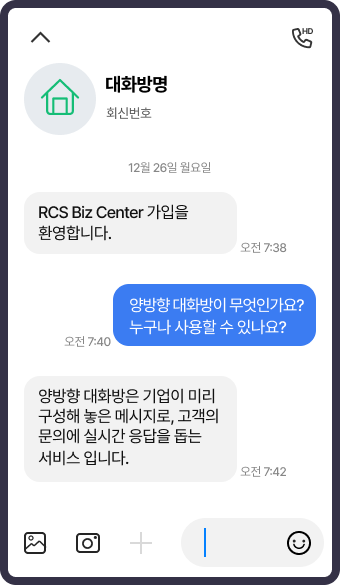 HD
대화방명
회신번호
12월 26일 월요일
RCS Biz Center 가입을
환영합니다.
오전 7:38
양방향 대화방이 무엇인가요?
누구나 사용할 수 있나요?
오전 7:40
양방향 대화방은 기업이 미리
구성해 놓은 메시지로, 고객의
문의에 실시간 응답을 돕는
서비스 입니다.
오전 7:42